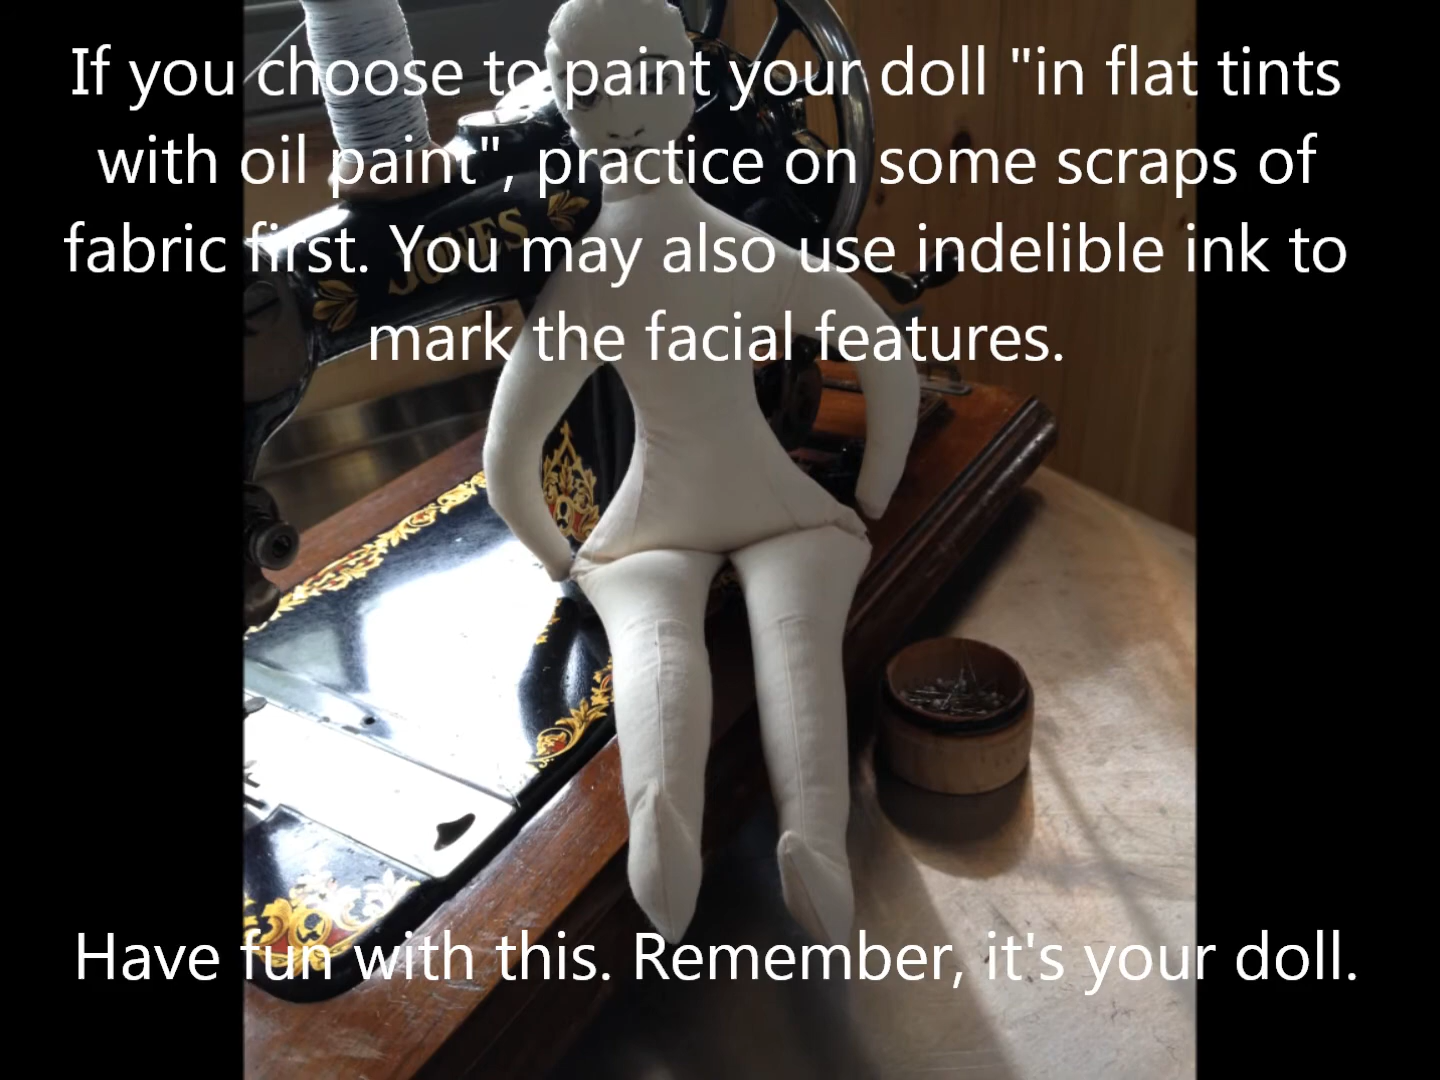 If you choose to paint your doll "in flat tints
with oil paint", practice on some scraps of
fabric first. You may also use indelible ink to
mark the facial features.
JONES
Have fun with this. Remember, it's your doll.